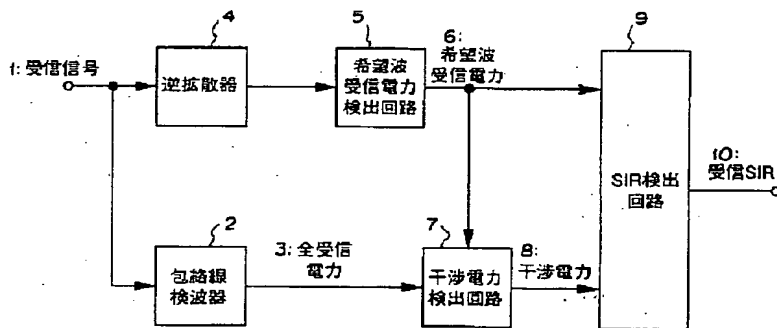 4
5
9
1:受信信号
逆拡散器
希望波
受信電力
検出回路
6:
希望波
受信電力
SIR検出
回路
10:
受信SIR
2
3:全受信
電力
7
8:
干渉電力
包路線
検波器
干渉電力
検出回路